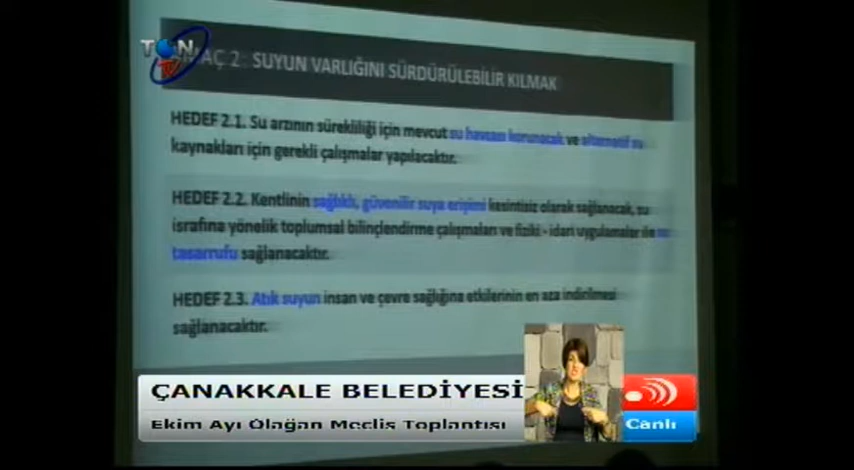 TON TV
AMAÇ 2: SUYUN VARLIĞINI SÜRDÜRÜLEBİLİR KILMAK
HEDEF 2.1. Su arzının sürekliliği için mevcut su havzası korunacak ve alternatif su
kaynakları için gerekli çalışmalar yapılacaktır.
HEDEF 2.2. Kentlinin sağlıklı, güvenilir suya erişimi kesintisiz olarak sağlanacak, su
israfına yönelik toplumsal bilinçlendirme çalışmaları ve fiziki - idari uygulamalar ile su
tasarrufu sağlanacaktır.
HEDEF 2.3. Atık suyun insan ve çevre sağlığına etkilerinin en aza indirilmesi
sağlanacaktır.
ÇANAKKALE BELEDİYESİ
Ekim Ayı Olağan Meclis Toplantısı
Canlı